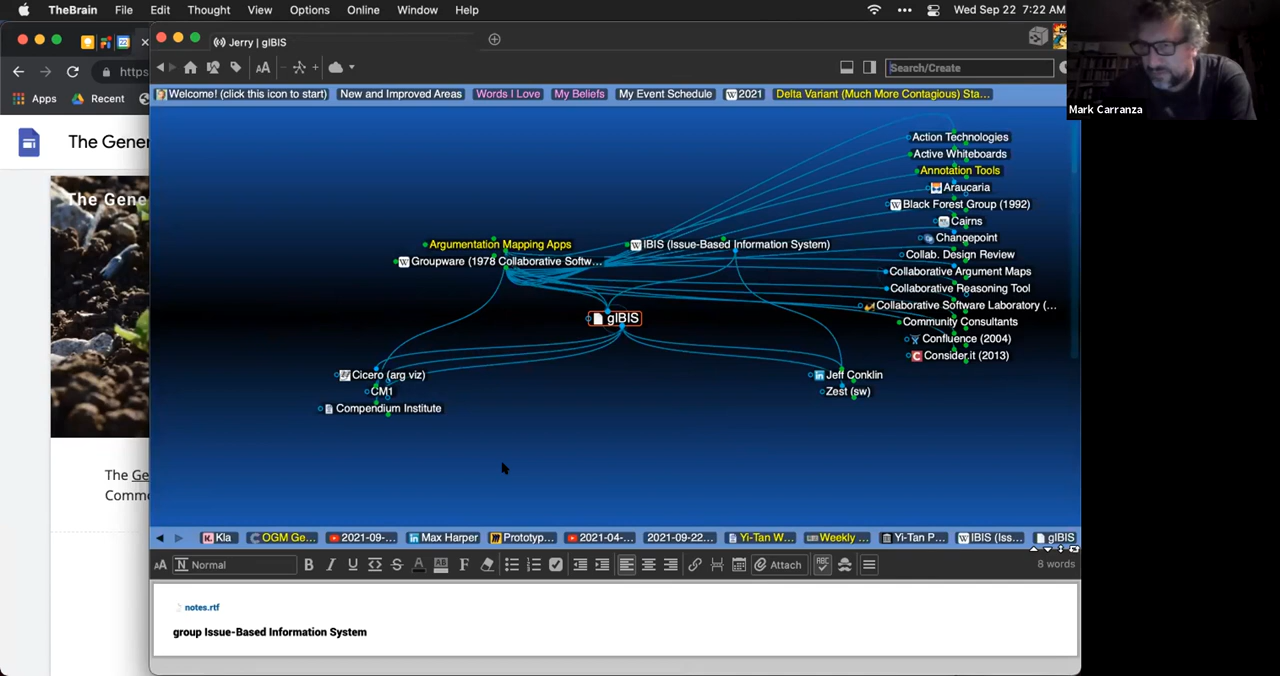 TheBrain File Edit Thought View Options Online Window Help Wed Sep 22 7:22 AM
Jerry | gIBIS
https
Search/Create
Apps Recent
Welcome! (click this icon to start) New and Improved Areas Words I Love My Beliefs My Event Schedule 2021 Delta Variant (Much More Contagious) Sta...
Mark Carranza
The Gener
The Gene
Action Technologies
Active Whiteboards
Annotation Tools
Araucaria
Black Forest Group (1992)
Cairns
Changepoint
Collab. Design Review
Collaborative Argument Maps
Collaborative Reasoning Tool
Collaborative Software Laboratory (...
Community Consultants
Confluence (2004)
Consider.it (2013)
Argumentation Mapping Apps
Groupware (1978 Collaborative Softw...
IBIS (Issue-Based Information System)
gIBIS
Cicero (arg viz)
CM1
Compendium Institute
Jeff Conklin
Zest (sw)
The Ge
Commo
Kla OGM Ge... 2021-09-... Max Harper Prototyp... 2021-04-... 2021-09-22... Yi-Tan W... Weekly ... Yi-Tan P... IBIS (Iss... gIBIS
Normal B I U S A F Attach ABC 8 words
notes.rtf
group Issue-Based Information System